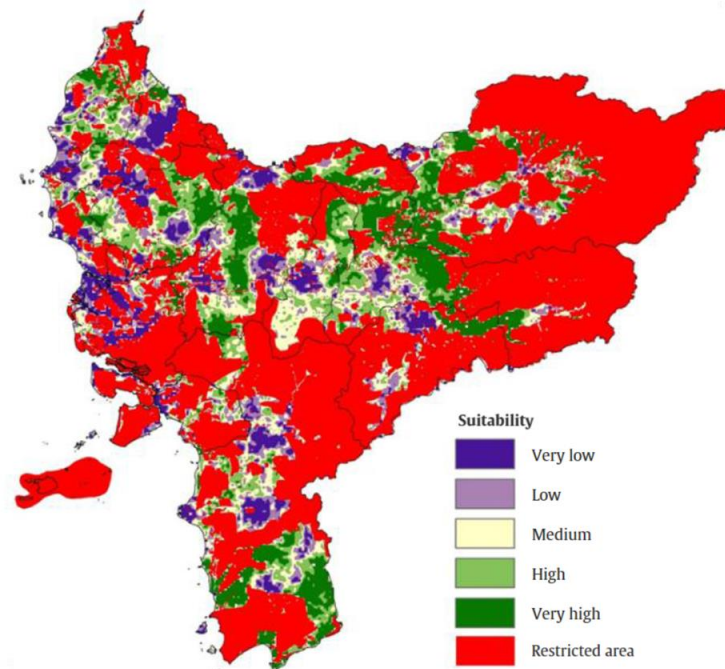 Suitability
Very low
Low
Medium
High
Very high
Restricted area